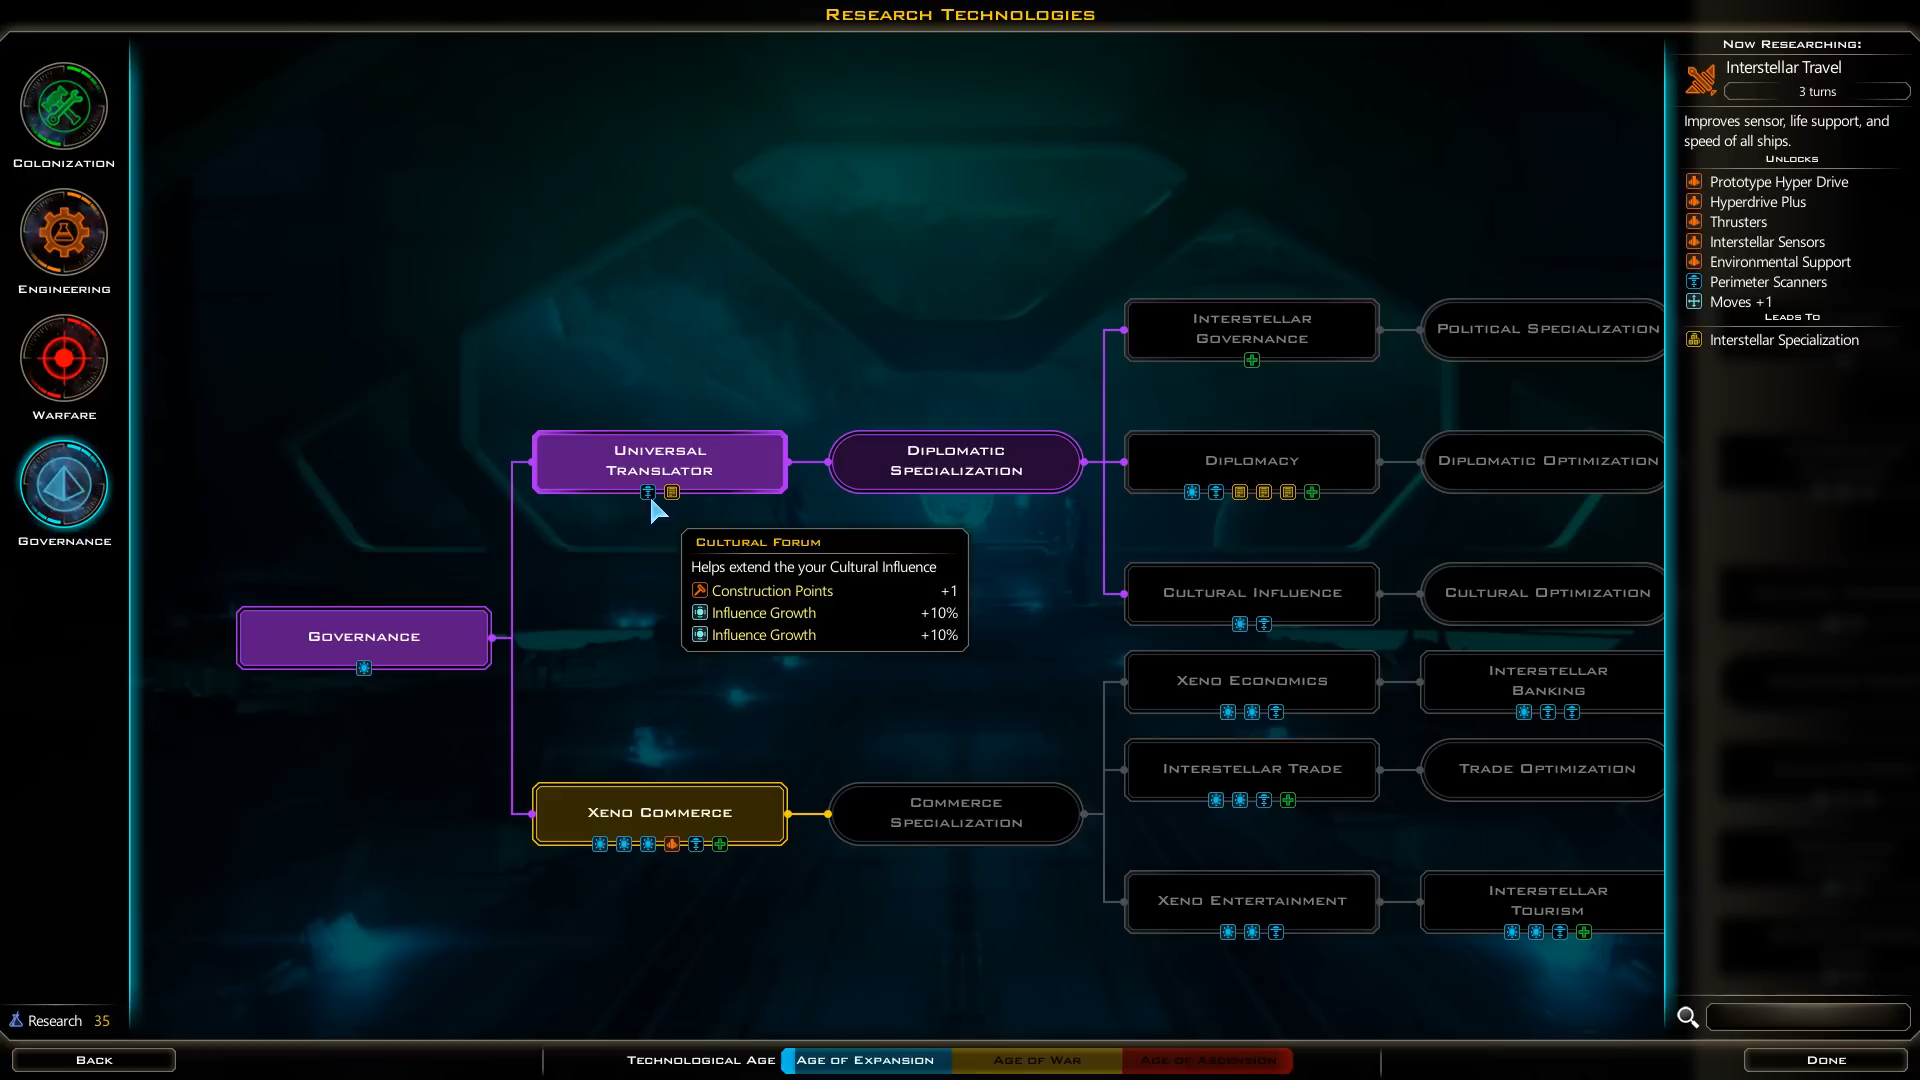 Research Technologies
Colonization
Engineering
Warfare
Governance
Research 35
Back
Governance
Universal
Translator
Diplomatic
Specialization
Cultural Forum
Helps extend the your Cultural Influence
Construction Points +1
Influence Growth +10%
Influence Growth +10%
Xeno Commerce
Commerce
Specialization
Interstellar
Governance
Political Specialization
Diplomacy
Diplomatic Optimization
Cultural Influence
Cultural Optimization
Xeno Economics
Interstellar
Banking
Interstellar Trade
Trade Optimization
Xeno Entertainment
Interstellar
Tourism
Now Researching:
Interstellar Travel
3 turns
Improves sensor, life support, and
speed of all ships.
Unlocks
Prototype Hyper Drive
Hyperdrive Plus
Thrusters
Interstellar Sensors
Environmental Support
Perimeter Scanners
Moves +1
Leads To
Interstellar Specialization
Technological Age
Age of Expansion
Age of War
Age of Ascension
Done